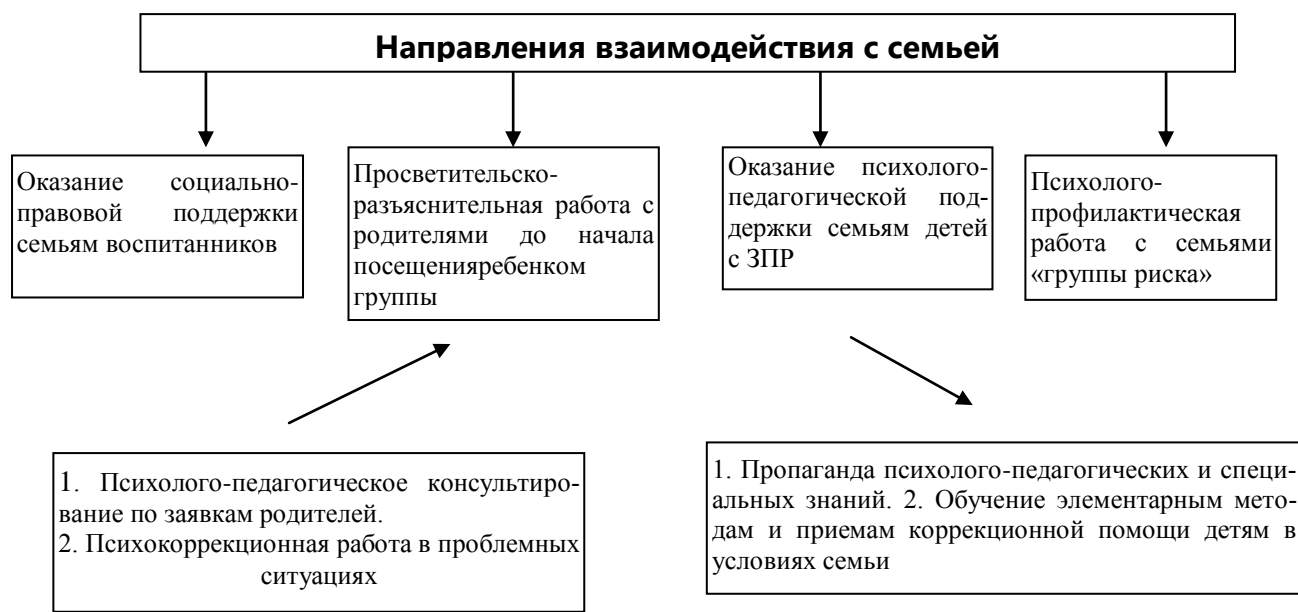 Направления взаимодействия с семьей
Оказание социально-
правовой поддержки
семьям воспитанников
Просветительско-
разъяснительная работа с
родителями до начала
посещенияребенком
группы
Оказание психолого-
педагогической под-
держки семьям детей
с ЗПР
Психолого-
профилактическая
работа с семьями
«группы риска»
1. Психолого-педагогическое консультиро-
вание по заявкам родителей.
2. Психокоррекционная работа в проблемных
ситуациях
1. Пропаганда психолого-педагогических и специ-
альных знаний. 2. Обучение элементарным мето-
дам и приемам коррекционной помощи детям в
условиях семьи